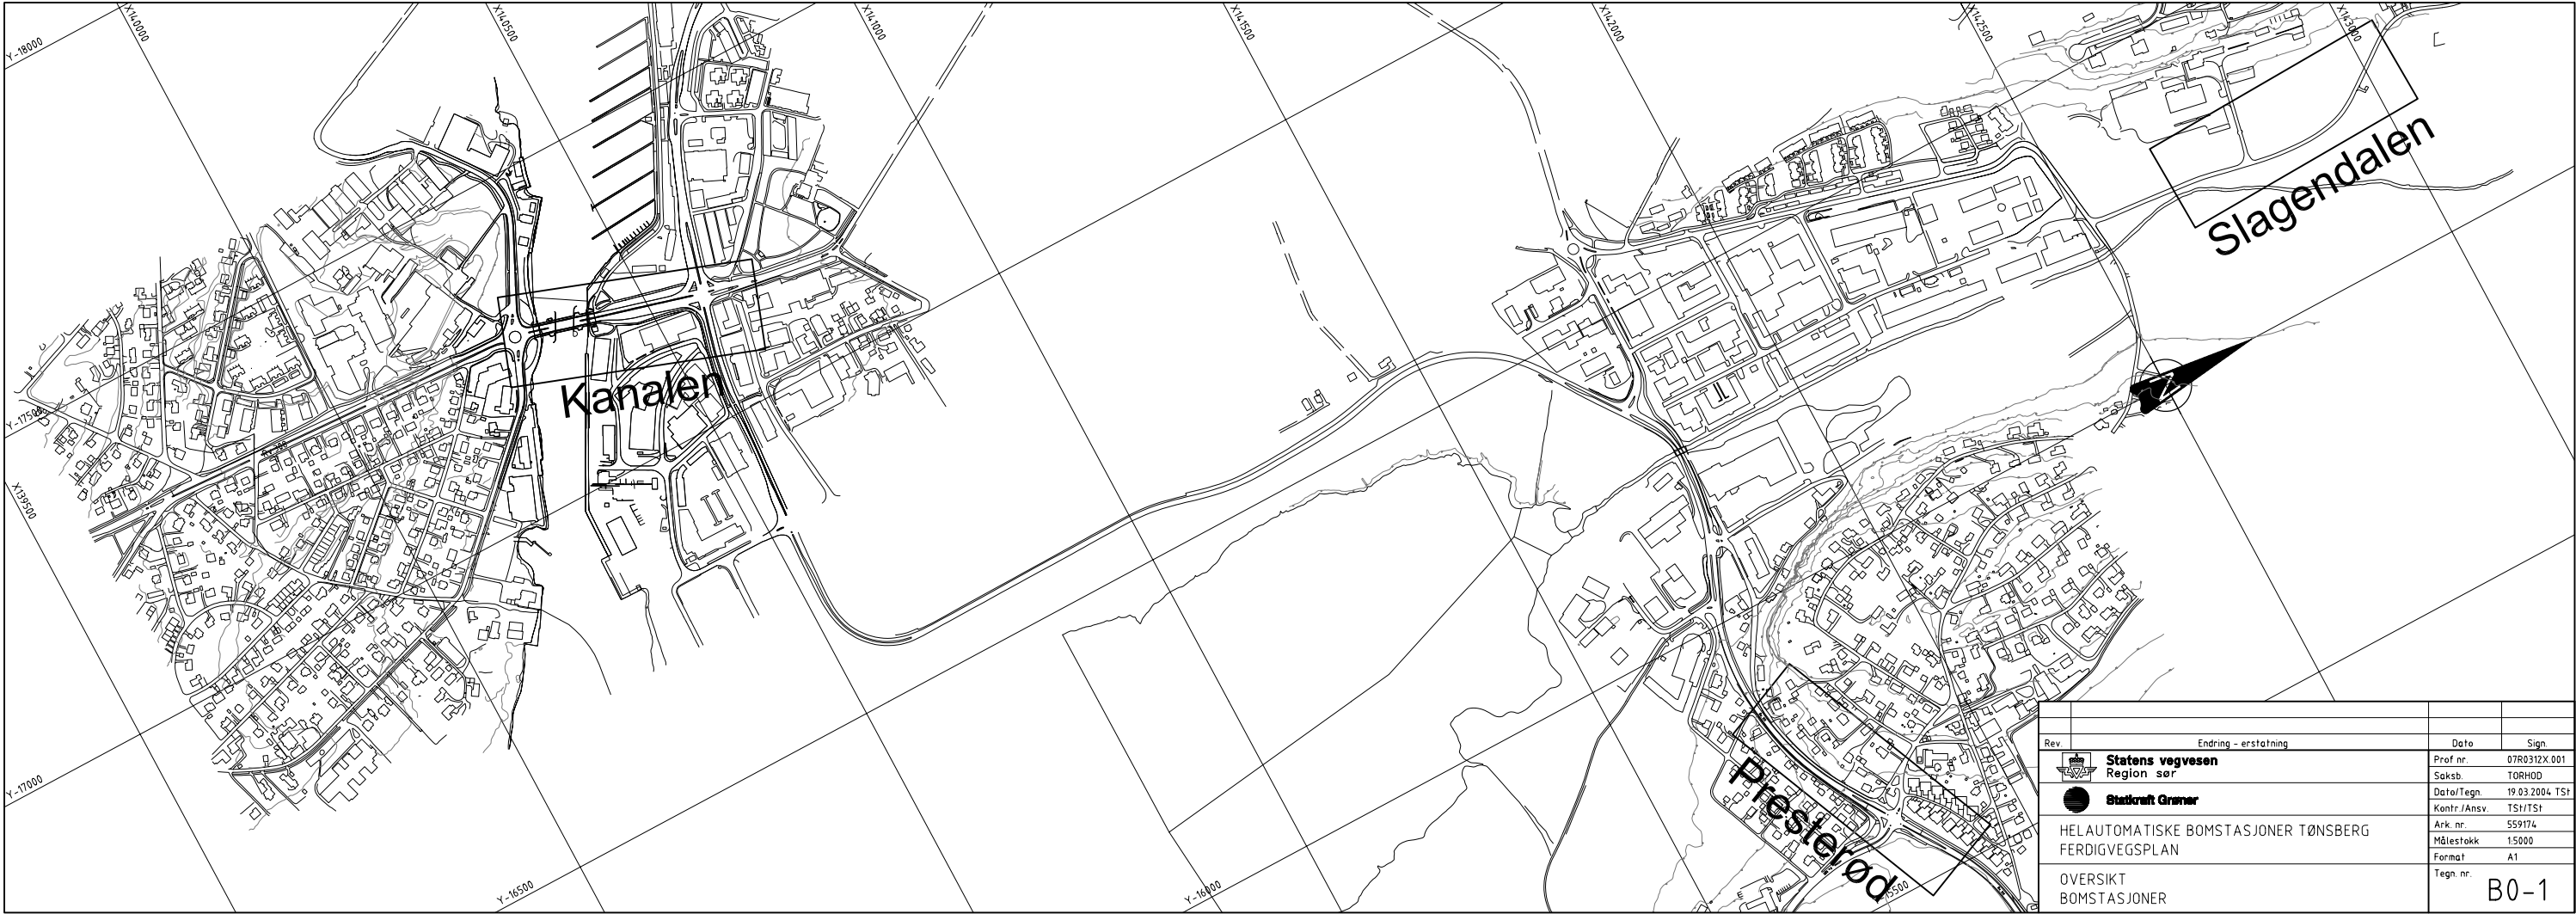 X140000
X140500
X141000
X141500
X142000
X142500
X143000
Y-18000
Slagendalen
Kanalen
Y-17500
N
X139500
Y-17000
Presterød
Y-16500
Y-16000
Rev.
Endring - erstatning
Dato
Sign.
Statens vegvesen
Region sør
Statkraft Grøner
HELAUTOMATISKE BOMSTASJONER TØNSBERG
FERDIGVEGSPLAN
OVERSIKT
BOMSTASJONER
Prof nr. 07R0312X.001
Saksb. TORHOD
Dato/Tegn. 19.03.2004 TSt
Kontr./Ansv. TSt/TSt
Ark. nr. 559174
Målestokk 1:5000
Format A1
Tegn. nr.
B0-1